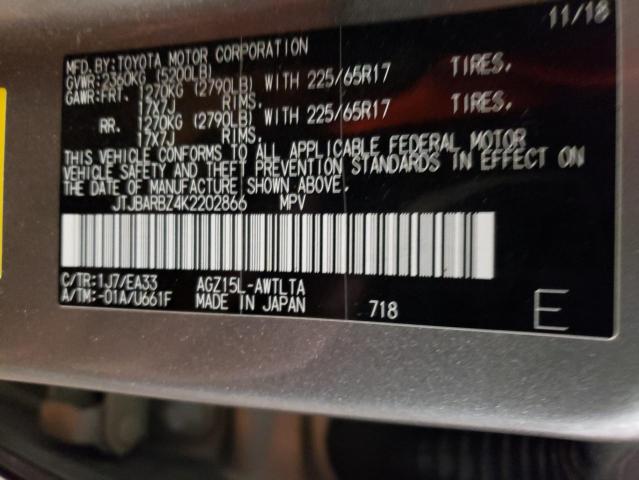 11/18
MFD.BY:TOYOTA MOTOR CORPORATION
GVWR:2360KG (5200LB)
GAWR:FRT. 1270KG (2790LB) WITH 225/65R17 TIRES,
17X7J RIMS,
RR. 1270KG (2790LB) WITH 225/65R17 TIRES,
17X7J RIMS.
THIS VEHICLE CONFORMS TO ALL APPLICABLE FEDERAL MOTOR
VEHICLE SAFETY AND THEFT PREVENTION STANDARDS IN EFFECT ON
THE DATE OF MANUFACTURE SHOWN ABOVE.
JTJBARBZ4K2202866 MPV
C/TR:1J7/EA33 AGZ15L-AWTLTA
A/TM:-01A/U661F MADE IN JAPAN 718 E